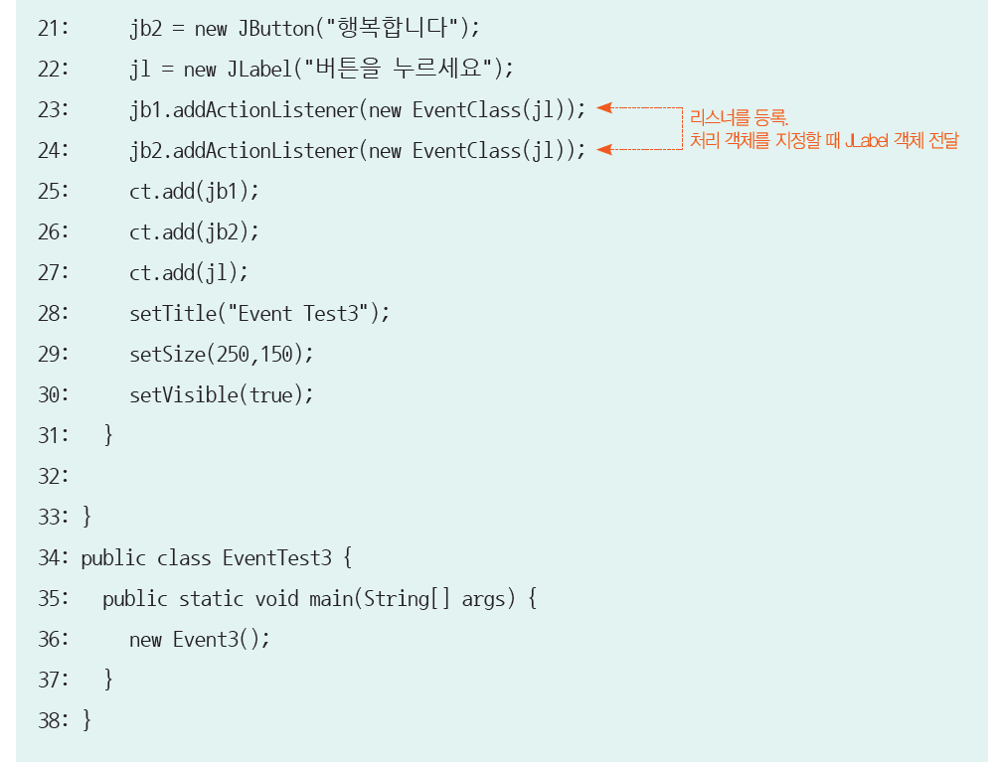 21: jb2 = new JButton("행복합니다");
22: jl = new JLabel("버튼을 누르세요");
23: jb1.addActionListener(new EventClass(jl));
24: jb2.addActionListener(new EventClass(jl));
리스너를 등록.
처리 객체를 지정할 때 JLabel 객체 전달
25: ct.add(jb1);
26: ct.add(jb2);
27: ct.add(jl);
28: setTitle("Event Test3");
29: setSize(250,150);
30: setVisible(true);
31: }
32:
33: }
34: public class EventTest3 {
35: public static void main(String[] args) {
36: new Event3();
37: }
38: }